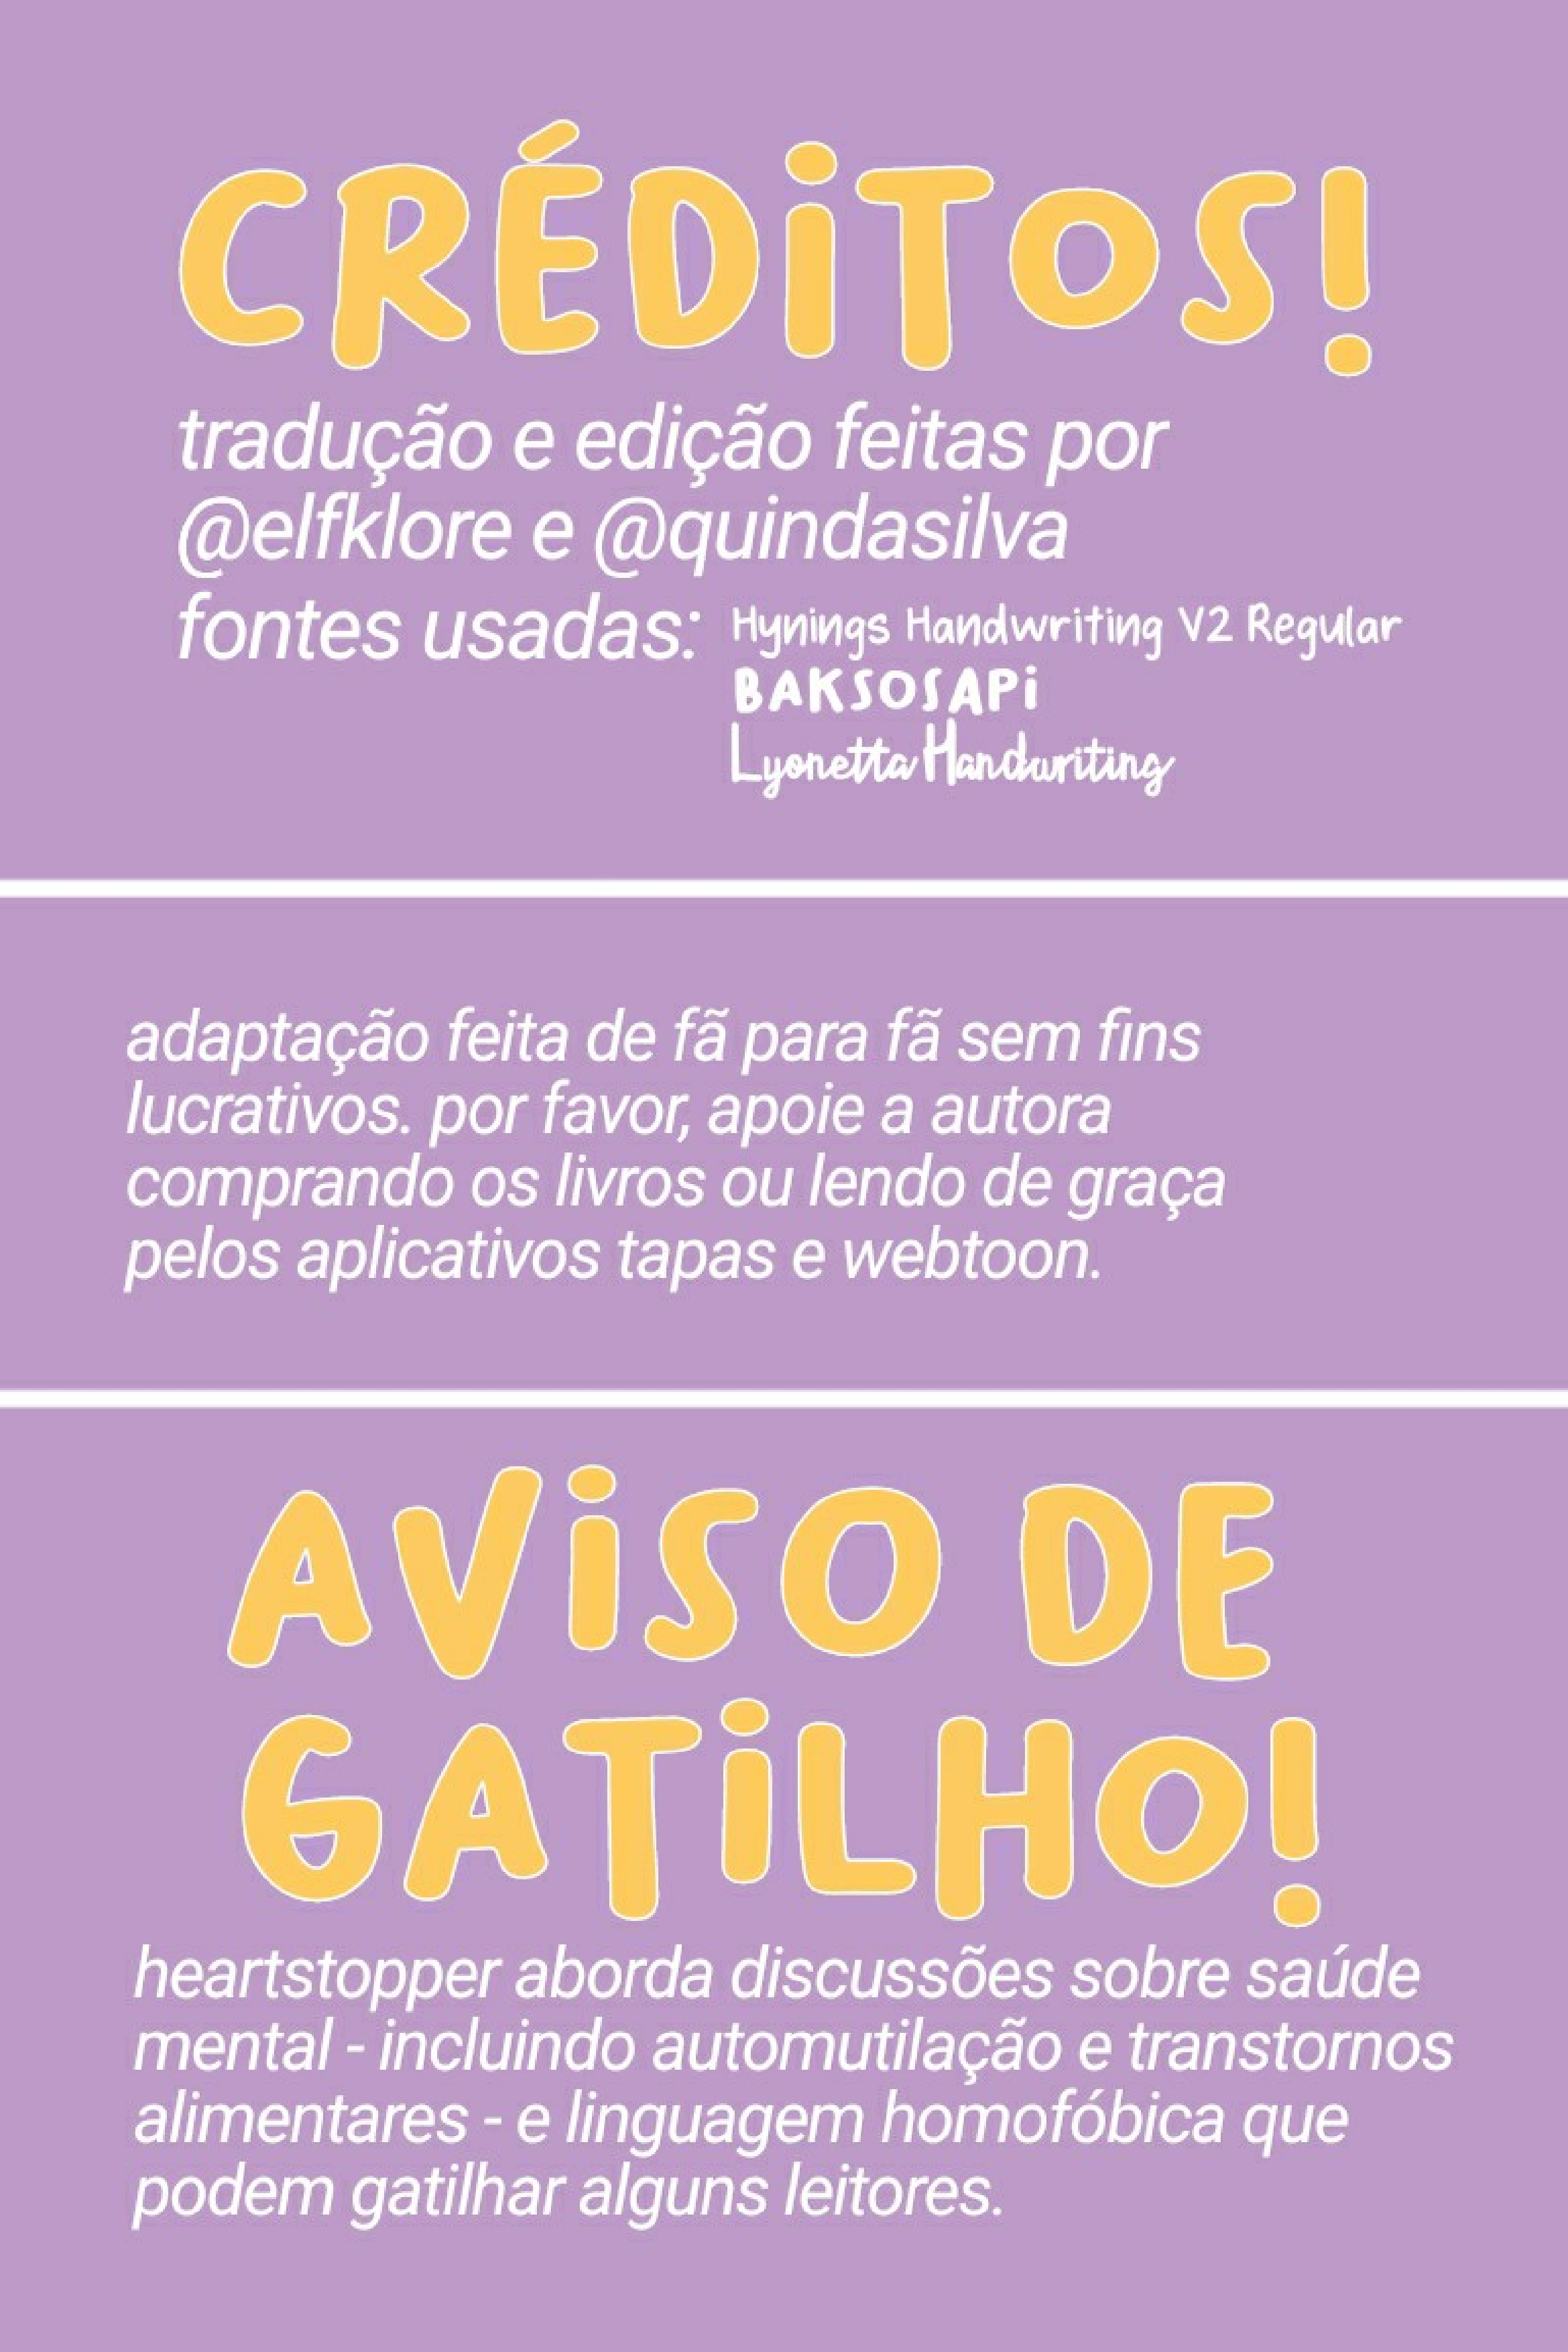 CRÉDiTOS!
tradução e edição feitas por
@elfklore e @quindasilva
fontes usadas: Hynings Handwriting V2 Regular
BAKSOSAPi
Lyonetta Handwriting
adaptação feita de fã para fã sem fins
lucrativos. por favor, apoie a autora
comprando os livros ou lendo de graça
pelos aplicativos tapas e webtoon.
AViSO DE
GATiLHO!
heartstopper aborda discussões sobre saúde
mental - incluindo automutilação e transtornos
alimentares - e linguagem homofóbica que
podem gatilhar alguns leitores.